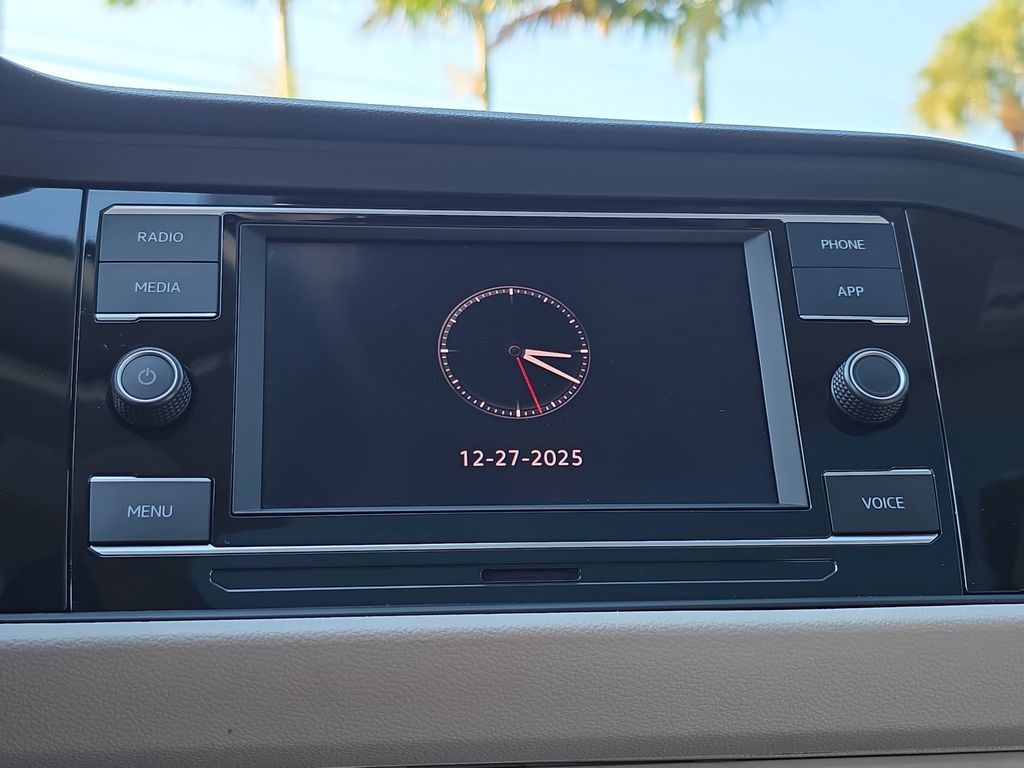 RADIO
MEDIA
PHONE
APP
12-27-2025
MENU
VOICE